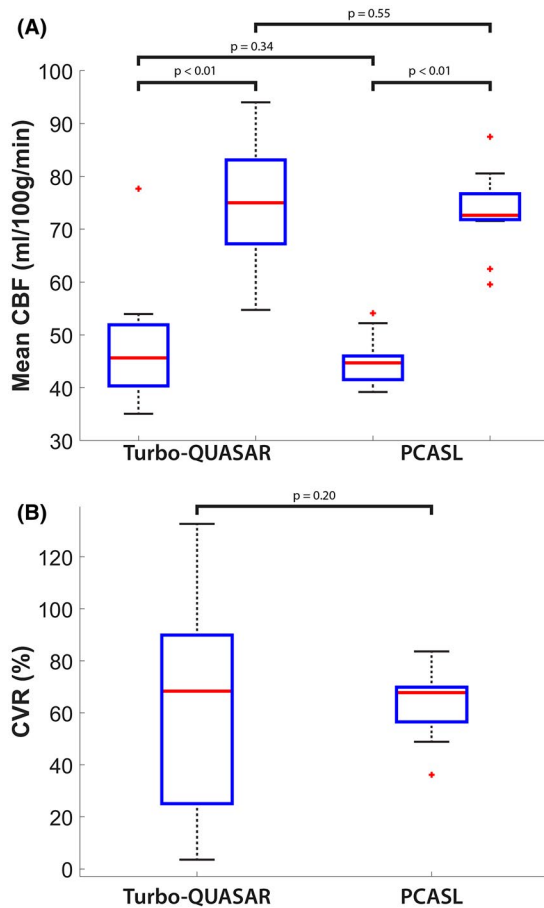 (A)
p = 0.55
p = 0.34
p < 0.01 p < 0.01
100
90
80
70
60
50
40
30
Mean CBF (ml/100g/min)
Turbo-QUASAR PCASL
(B)
p = 0.20
120
100
80
60
40
20
0
CVR (%)
Turbo-QUASAR PCASL